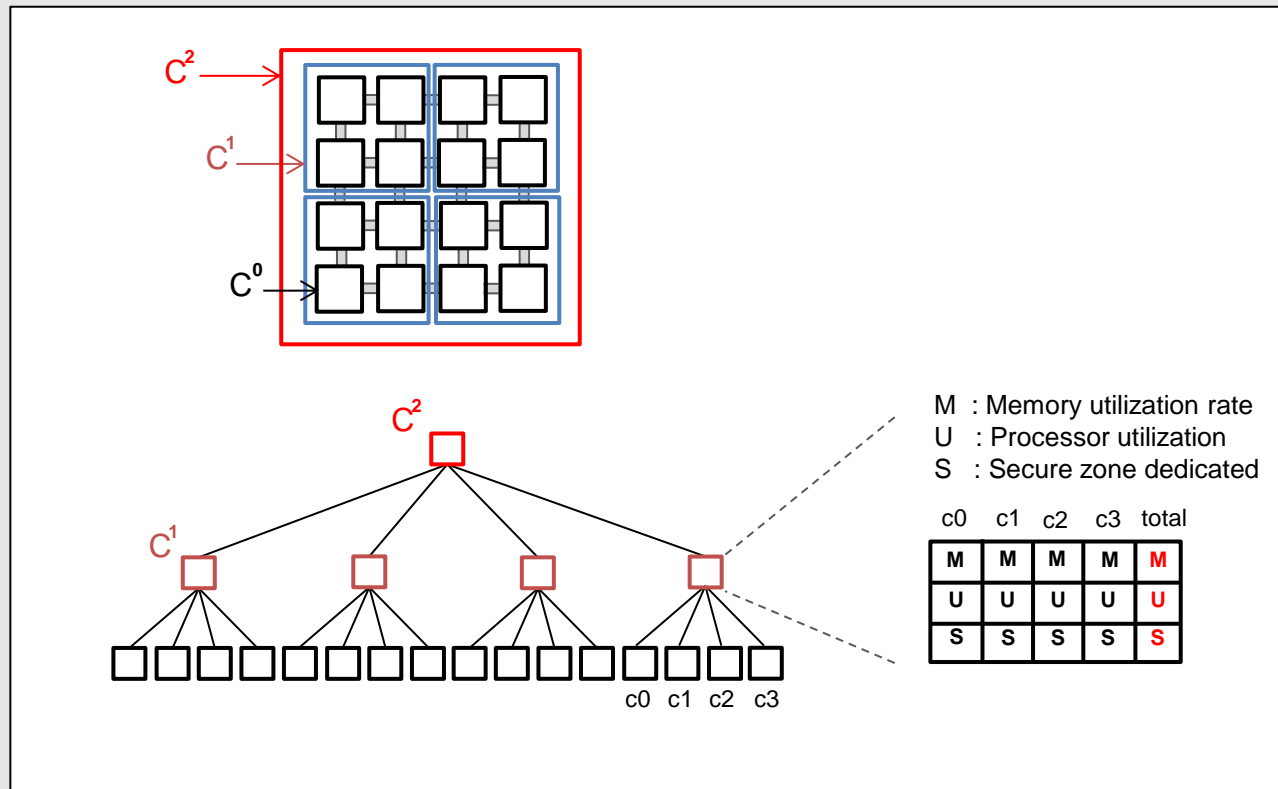 C²
C¹
C⁰
C²
M : Memory utilization rate
U : Processor utilization
S : Secure zone dedicated
c0 c1 c2 c3 total
C¹
M M M M M
U U U U U
S S S S S
c0 c1 c2 c3